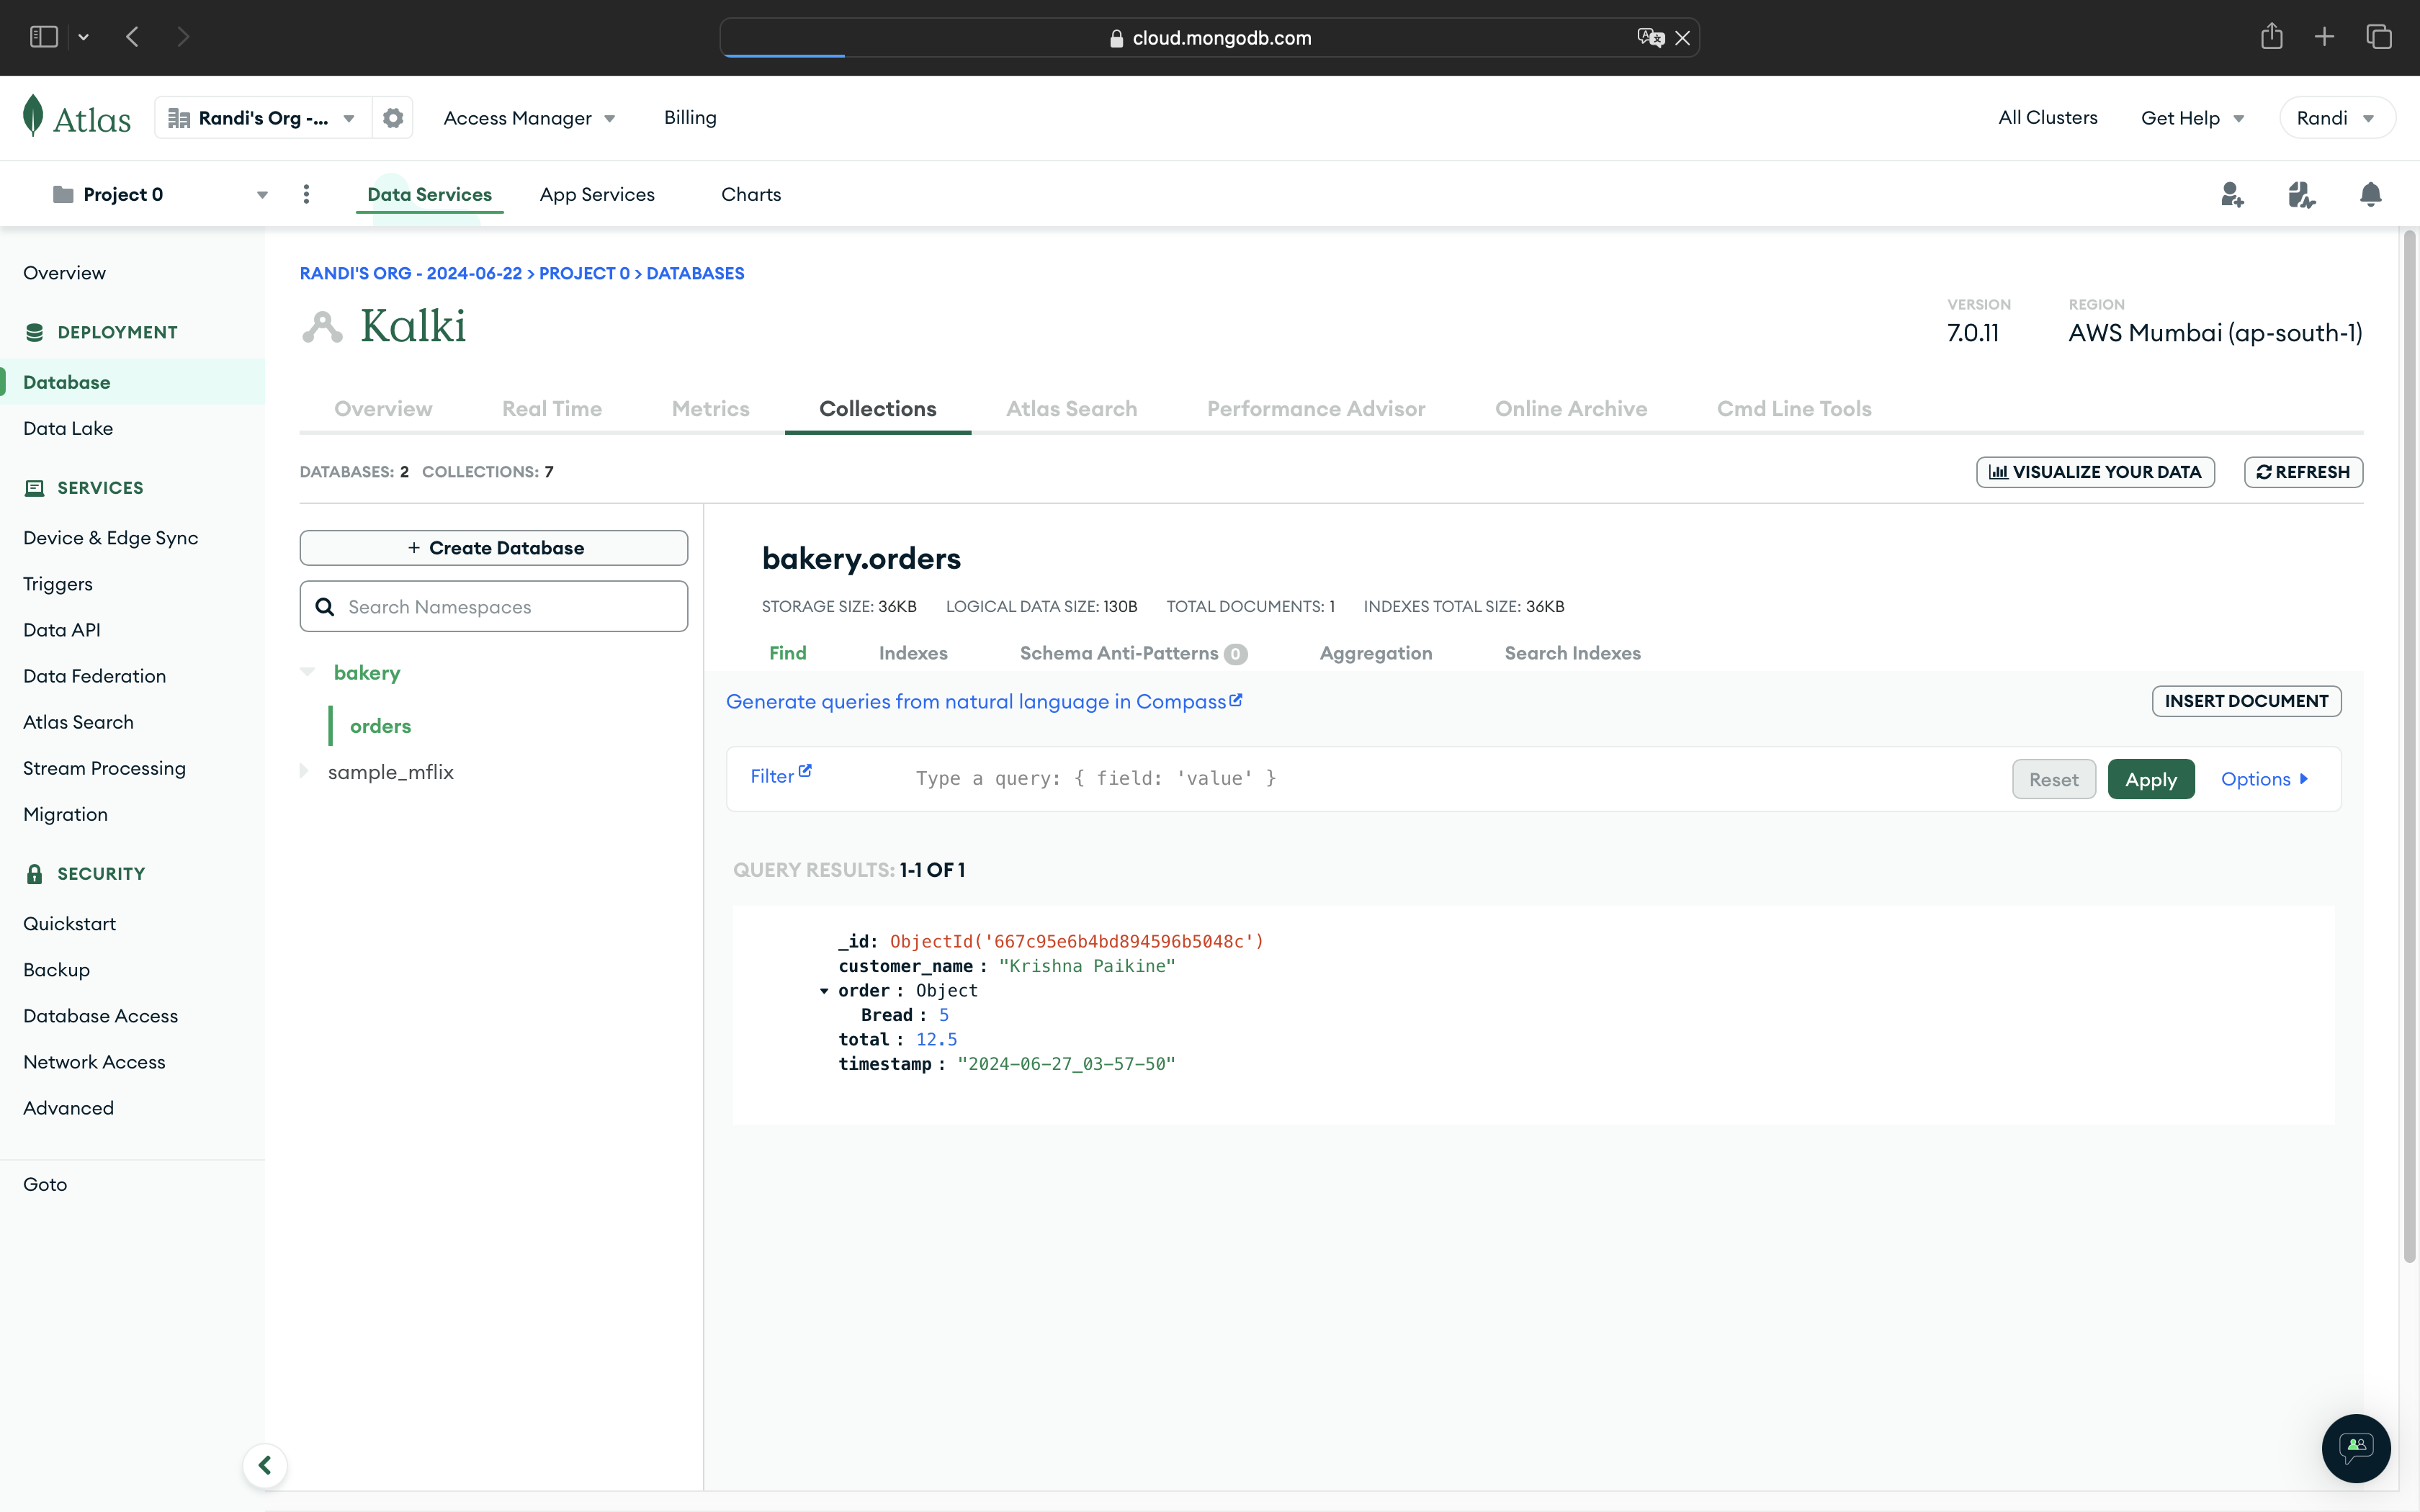 cloud.mongodb.com
Atlas Randi's Org -... Access Manager Billing All Clusters Get Help Randi
Project 0 Data Services App Services Charts
Overview
DEPLOYMENT
Database
Data Lake
SERVICES
Device & Edge Sync
Triggers
Data API
Data Federation
Atlas Search
Stream Processing
Migration
SECURITY
Quickstart
Backup
Database Access
Network Access
Advanced
Goto
RANDI'S ORG - 2024-06-22 > PROJECT 0 > DATABASES
Kalki
VERSION
7.0.11
REGION
AWS Mumbai (ap-south-1)
Overview Real Time Metrics Collections Atlas Search Performance Advisor Online Archive Cmd Line Tools
DATABASES: 2 COLLECTIONS: 7 VISUALIZE YOUR DATA REFRESH
+ Create Database
Search Namespaces
bakery
orders
sample_mflix
bakery.orders
STORAGE SIZE: 36KB LOGICAL DATA SIZE: 130B TOTAL DOCUMENTS: 1 INDEXES TOTAL SIZE: 36KB
Find Indexes Schema Anti-Patterns 0 Aggregation Search Indexes
Generate queries from natural language in Compass INSERT DOCUMENT
Filter Type a query: { field: 'value' } Reset Apply Options
QUERY RESULTS: 1-1 OF 1
_id: ObjectId('667c95e6b4bd894596b5048c')
customer_name : "Krishna Paikine"
order : Object
Bread : 5
total : 12.5
timestamp : "2024-06-27_03-57-50"